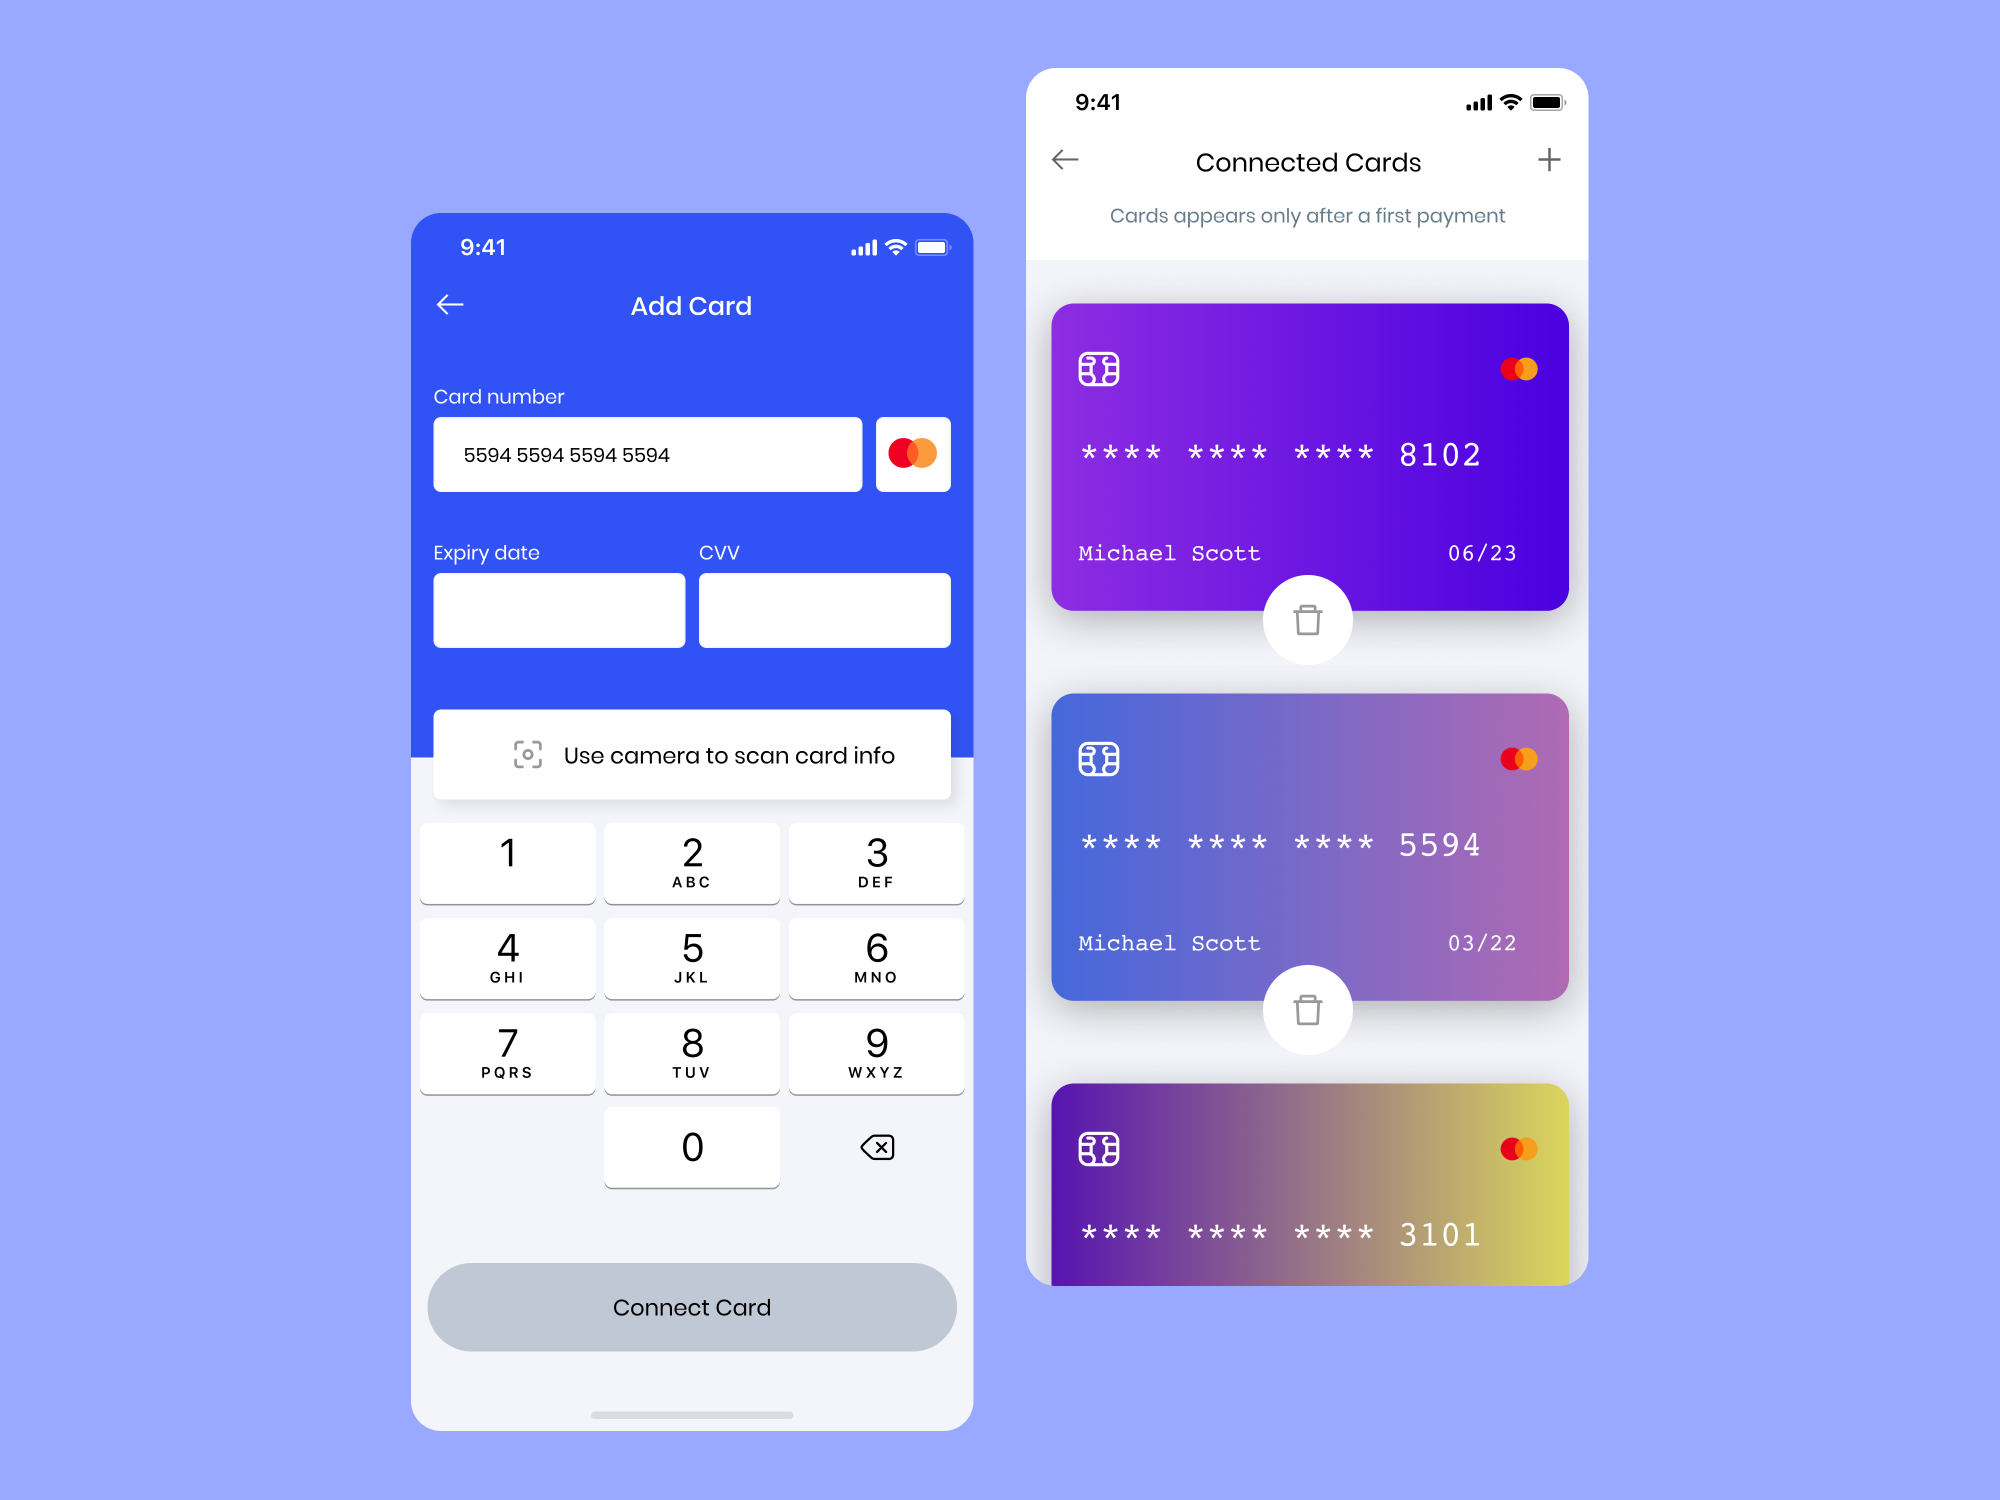 9:41
Add Card
Card number
5594 5594 5594 5594
Expiry date CVV
Use camera to scan card info
1 2 3
ABC DEF
4 5 6
GHI JKL MNO
7 8 9
PQRS TUV WXYZ
0
Connect Card
9:41
Connected Cards
Cards appears only after a first payment
**** **** **** 8102
Michael Scott 06/23
**** **** **** 5594
Michael Scott 03/22
**** **** **** 3101